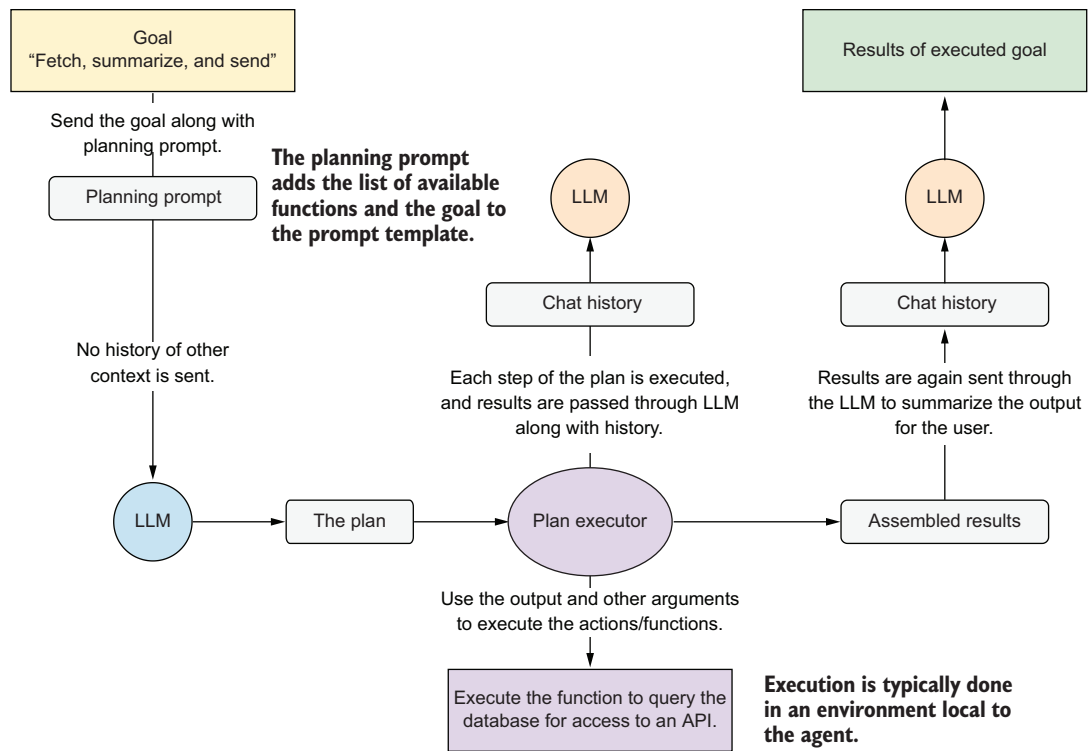 Goal
“Fetch, summarize, and send”
Send the goal along with
planning prompt.
Planning prompt
The planning prompt
adds the list of available
functions and the goal to
the prompt template.
No history of other
context is sent.
LLM
The plan
Plan executor
LLM
Chat history
Each step of the plan is executed,
and results are passed through LLM
along with history.
Use the output and other arguments
to execute the actions/functions.
Execute the function to query the
database for access to an API.
Execution is typically done
in an environment local to
the agent.
Assembled results
Results are again sent through
the LLM to summarize the output
for the user.
Chat history
LLM
Results of executed goal